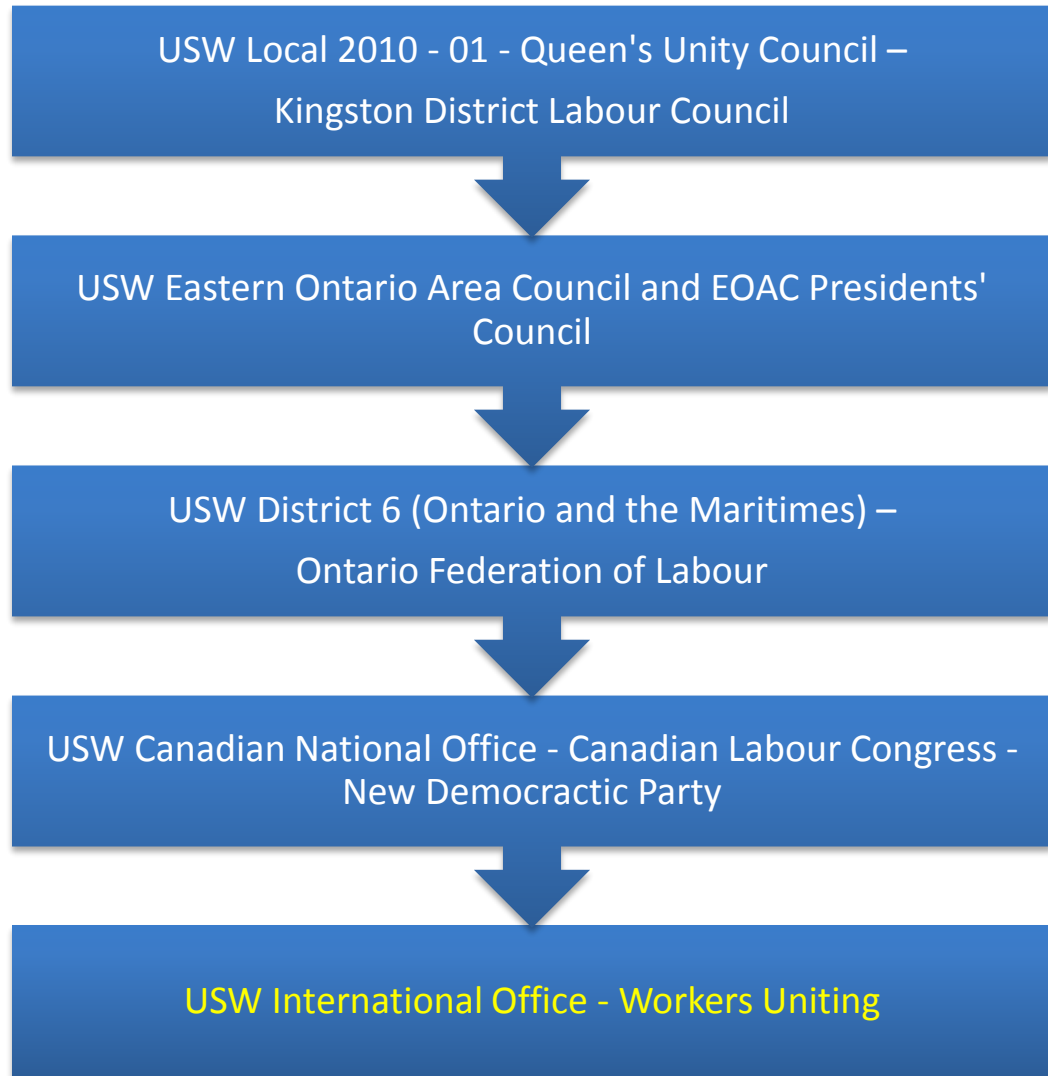 USW Local 2010 - 01 - Queen's Unity Council –
Kingston District Labour Council
USW Eastern Ontario Area Council and EOAC Presidents'
Council
USW District 6 (Ontario and the Maritimes) –
Ontario Federation of Labour
USW Canadian National Office - Canadian Labour Congress -
New Democractic Party
USW International Office - Workers Uniting